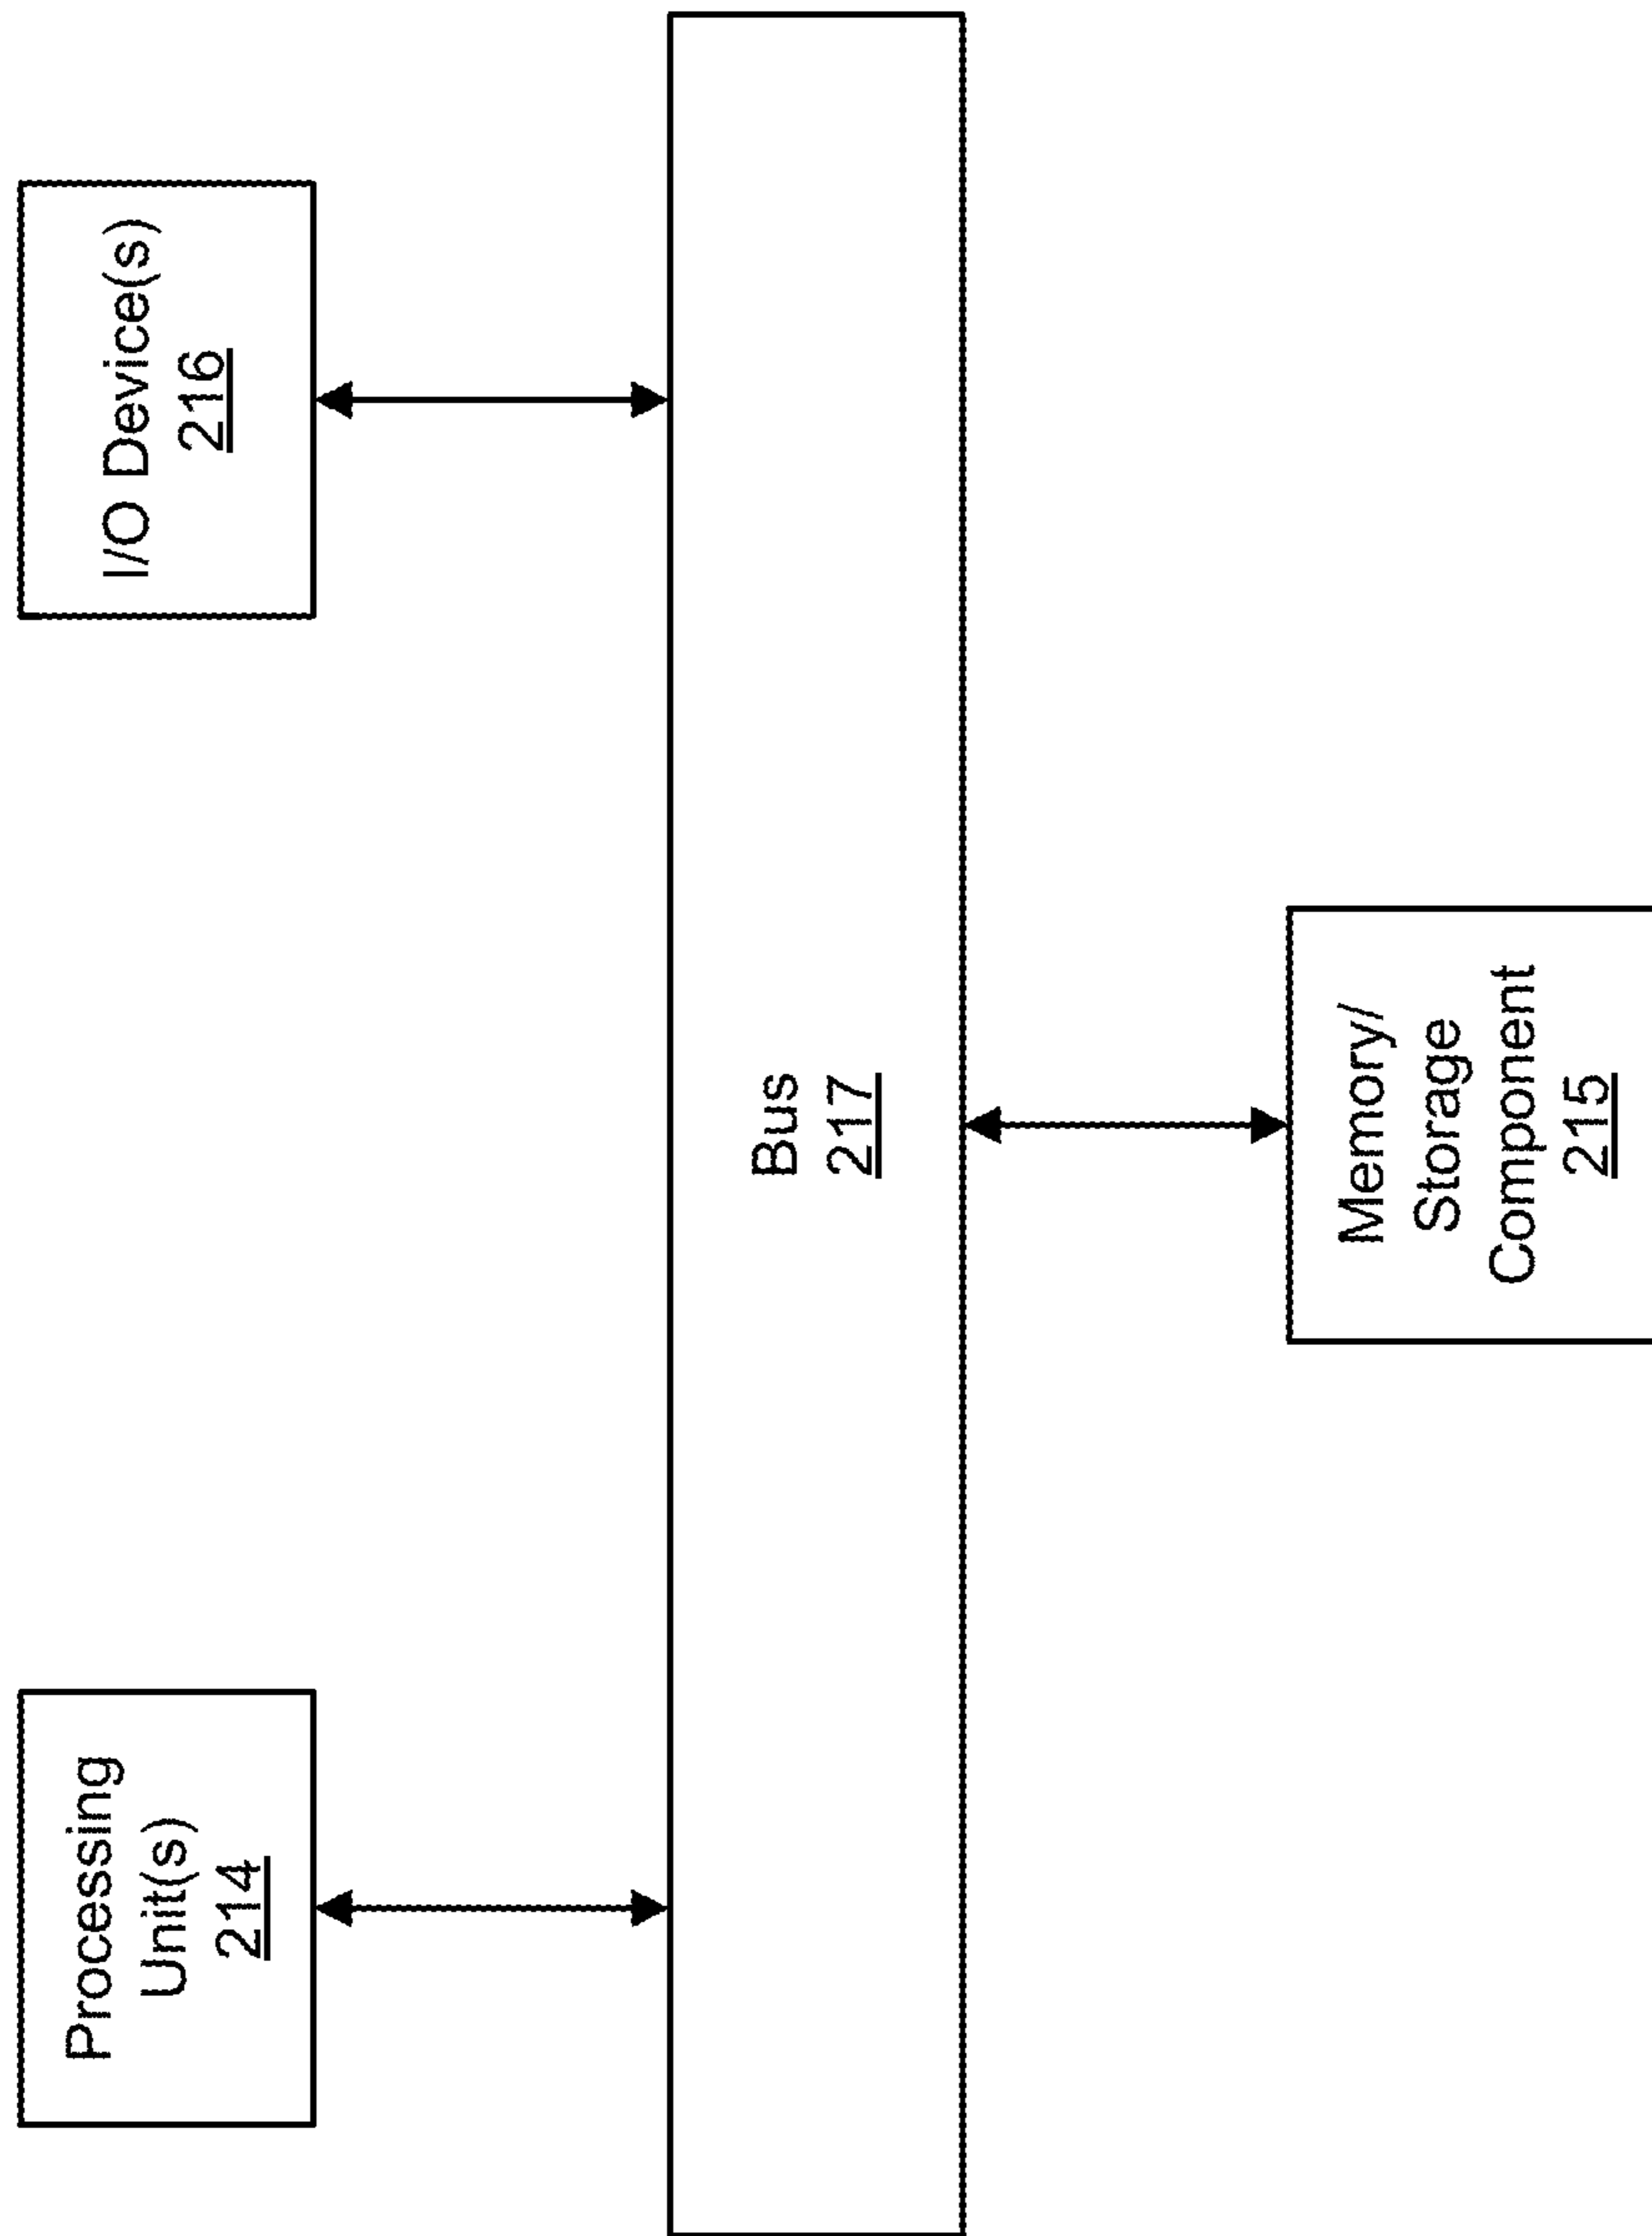 Processing
Unit(s)
214
I/O Device(s)
216
Bus
217
Memory/
Storage
Component
215